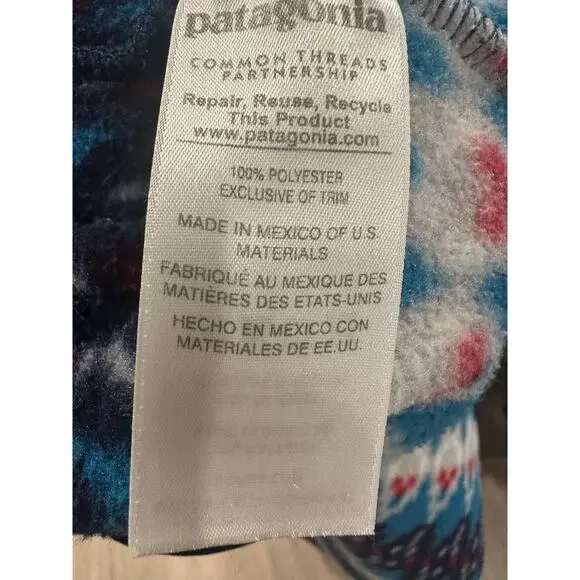 patagonia
COMMON THREADS
PARTNERSHIP
Repair, Reuse, Recycle
This Product
www.patagonia.com
100% POLYESTER
EXCLUSIVE OF TRIM
MADE IN MEXICO OF U.S.
MATERIALS
FABRIQUÉ AU MEXIQUE DES
MATIÈRES DES ETATS-UNIS
HECHO EN MEXICO CON
MATERIALES DE EE.UU.